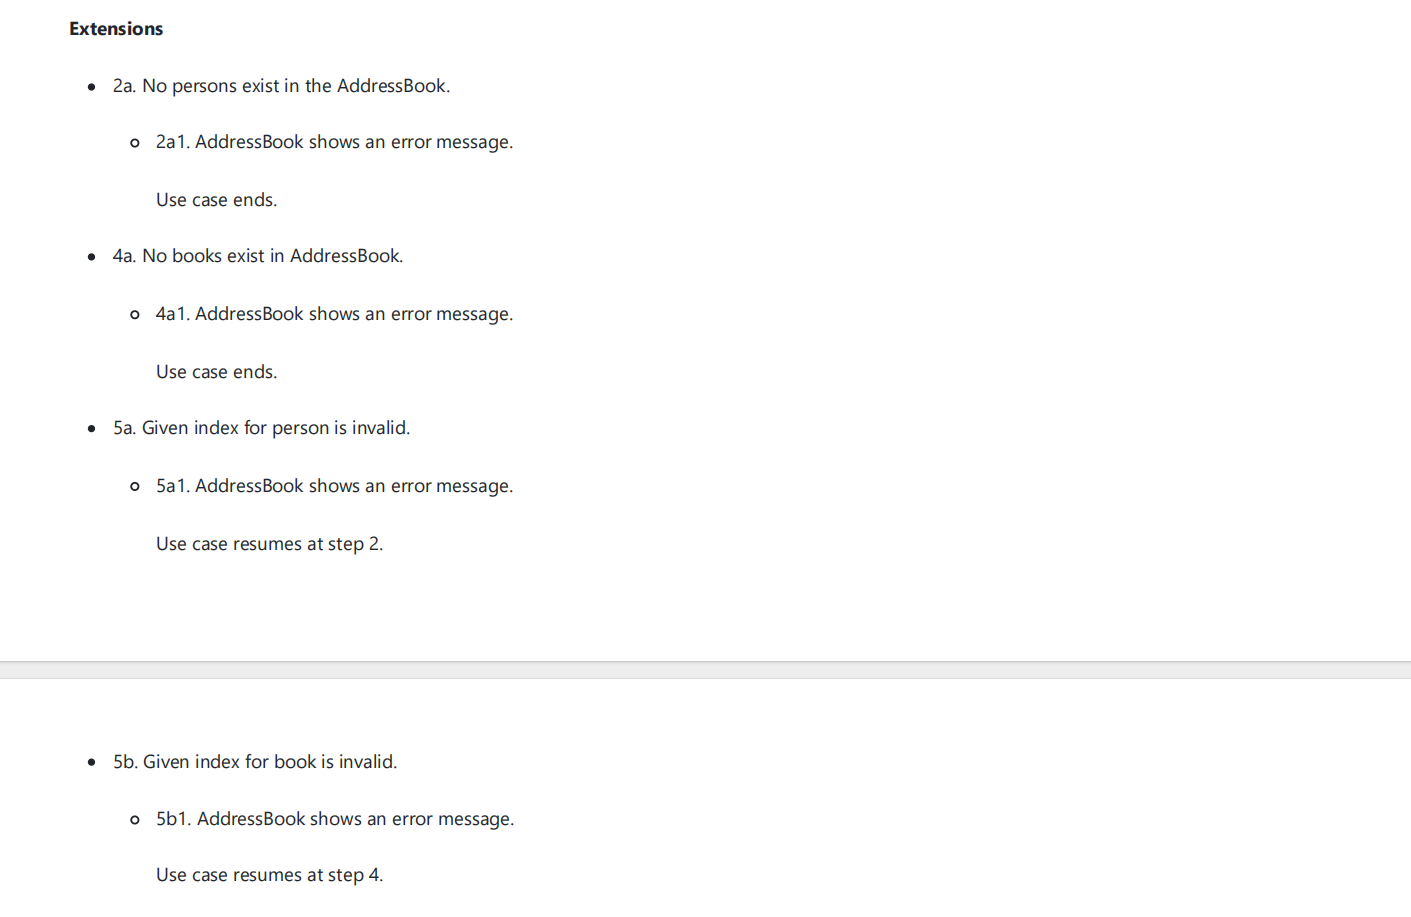 Extensions
2a. No persons exist in the AddressBook.
2a1. AddressBook shows an error message.
Use case ends.
4a. No books exist in AddressBook.
4a1. AddressBook shows an error message.
Use case ends.
5a. Given index for person is invalid.
5a1. AddressBook shows an error message.
Use case resumes at step 2.
5b. Given index for book is invalid.
5b1. AddressBook shows an error message.
Use case resumes at step 4.